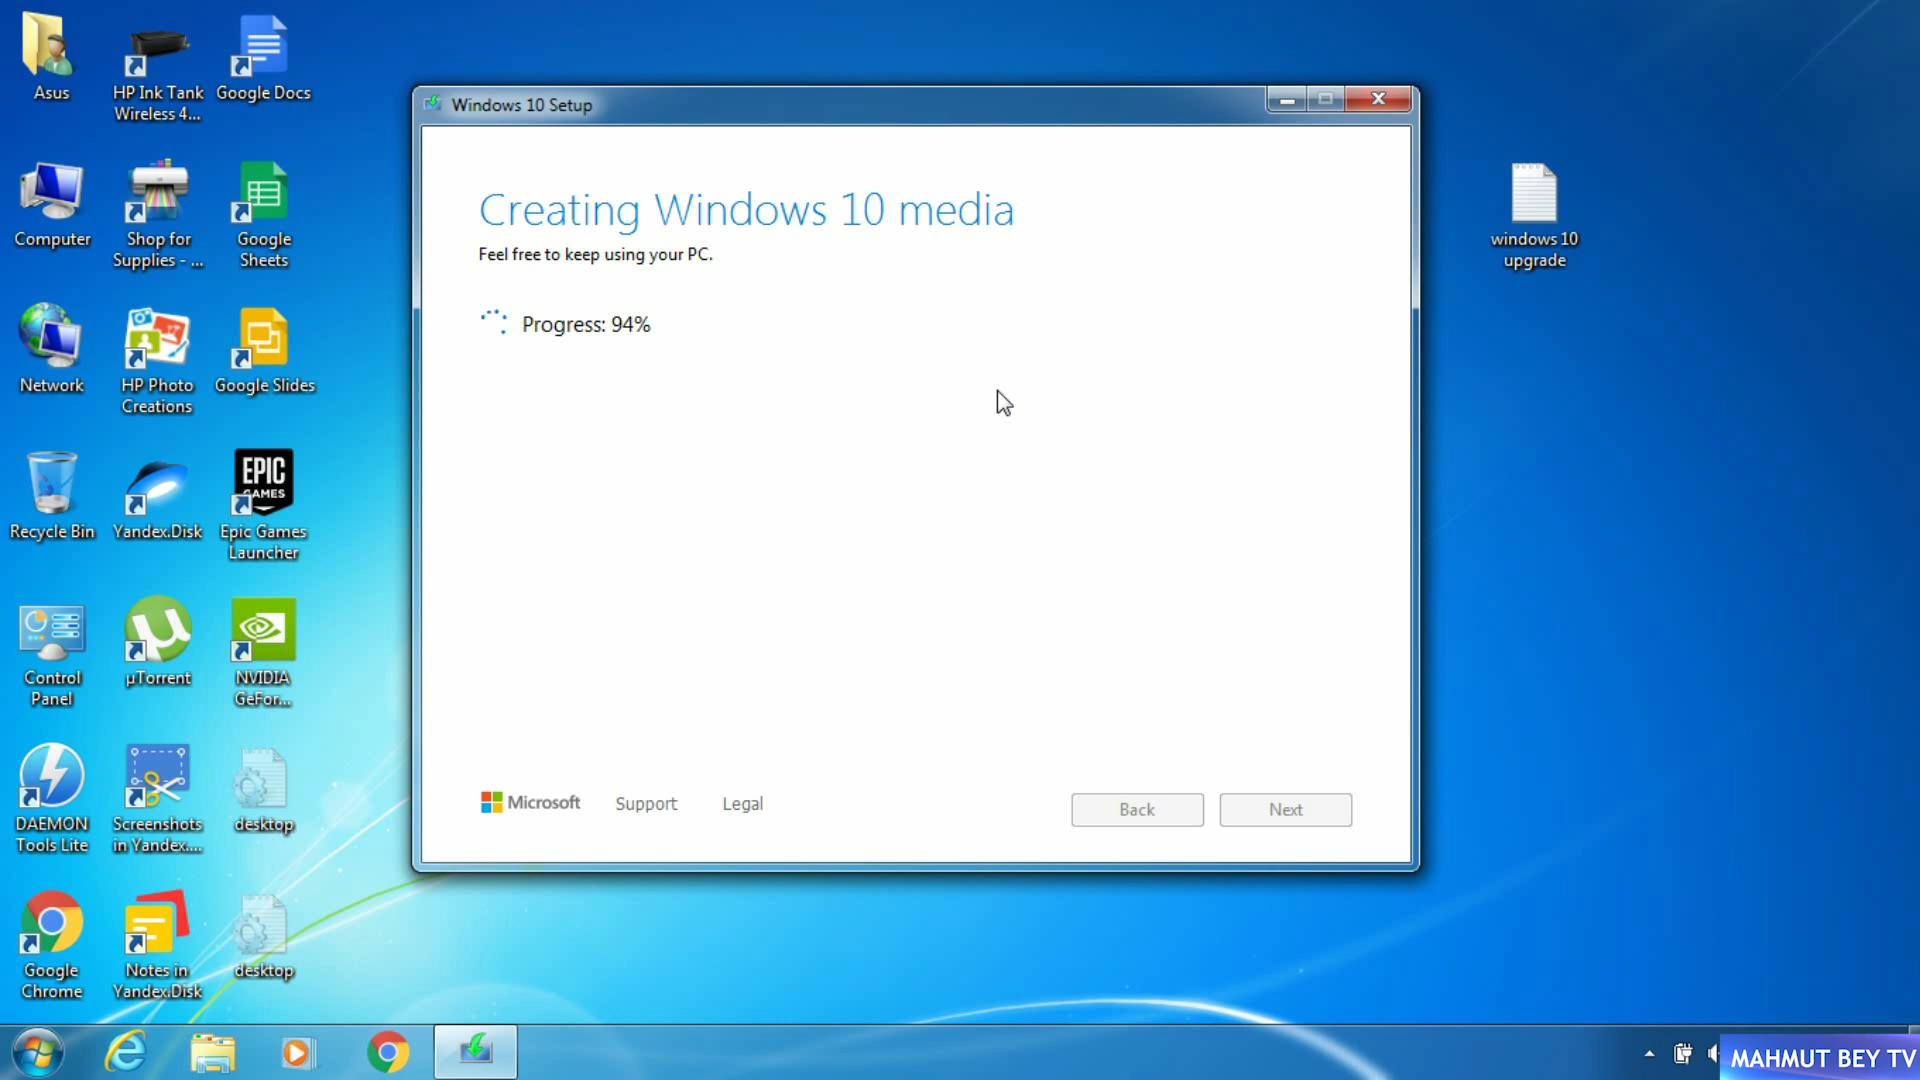 Asus
HP Ink Tank
Wireless 4...
Google Docs
Computer
Shop for
Supplies - ...
Google
Sheets
Network
HP Photo
Creations
Google Slides
Recycle Bin
Yandex.Disk
EPIC
GAMES
Epic Games
Launcher
Control
Panel
µTorrent
NVIDIA
GeFor...
DAEMON
Tools Lite
Screenshots
in Yandex....
desktop
Google
Chrome
Notes in
Yandex.Disk
desktop
Windows 10 Setup
Creating Windows 10 media
Feel free to keep using your PC.
Progress: 94%
Microsoft
Support
Legal
Back
Next
windows 10
upgrade
MAHMUT BEY TV